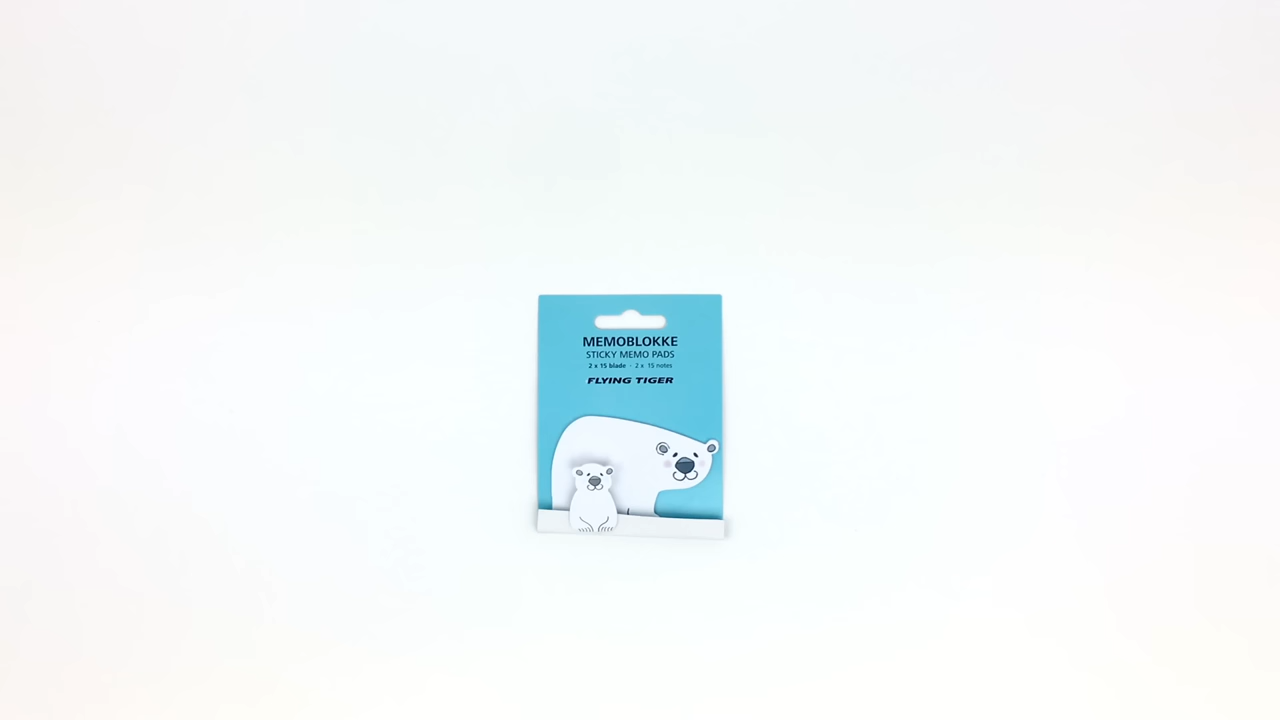 MEMOBLOKKE
STICKY MEMO PADS
2 x 15 blade · 2 x 15 notes
FLYING TIGER